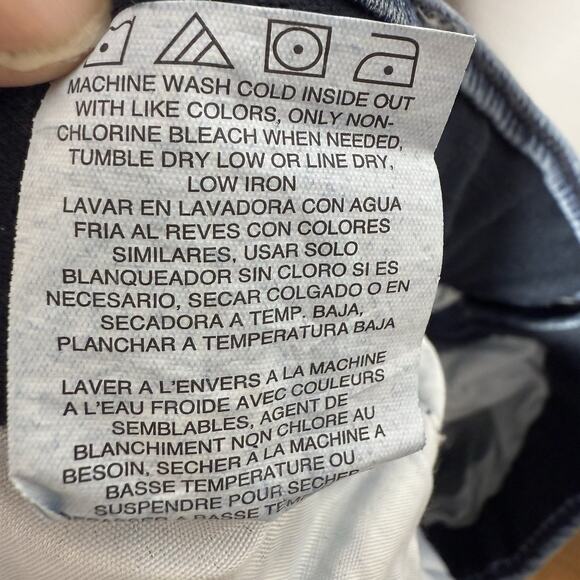 MACHINE WASH COLD INSIDE OUT
WITH LIKE COLORS, ONLY NON-
CHLORINE BLEACH WHEN NEEDED,
TUMBLE DRY LOW OR LINE DRY,
LOW IRON
LAVAR EN LAVADORA CON AGUA
FRIA AL REVES CON COLORES
SIMILARES, USAR SOLO
BLANQUEADOR SIN CLORO SI ES
NECESARIO, SECAR COLGADO O EN
SECADORA A TEMP. BAJA,
PLANCHAR A TEMPERATURA BAJA
LAVER A L'ENVERS A LA MACHINE
A L'EAU FROIDE AVEC COULEURS
SEMBLABLES, AGENT DE
BLANCHIMENT NON CHLORE AU
BESOIN, SECHER A LA MACHINE A
BASSE TEMPERATURE OU
SUSPENDRE POUR SECHER
A BASSE